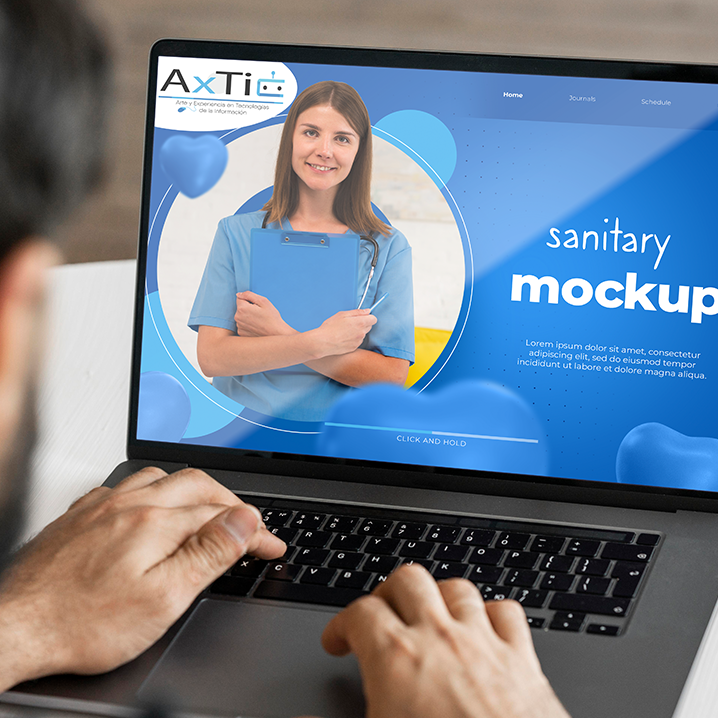 AxTi
Arte y Experiencia en Tecnologías
de la Información
Home
Journals
Schedule
sanitary
mockup
Lorem ipsum dolor sit amet, consectetur
adipiscing elit, sed do eiusmod tempor
incididunt ut labore et dolore magna aliqua.
CLICK AND HOLD